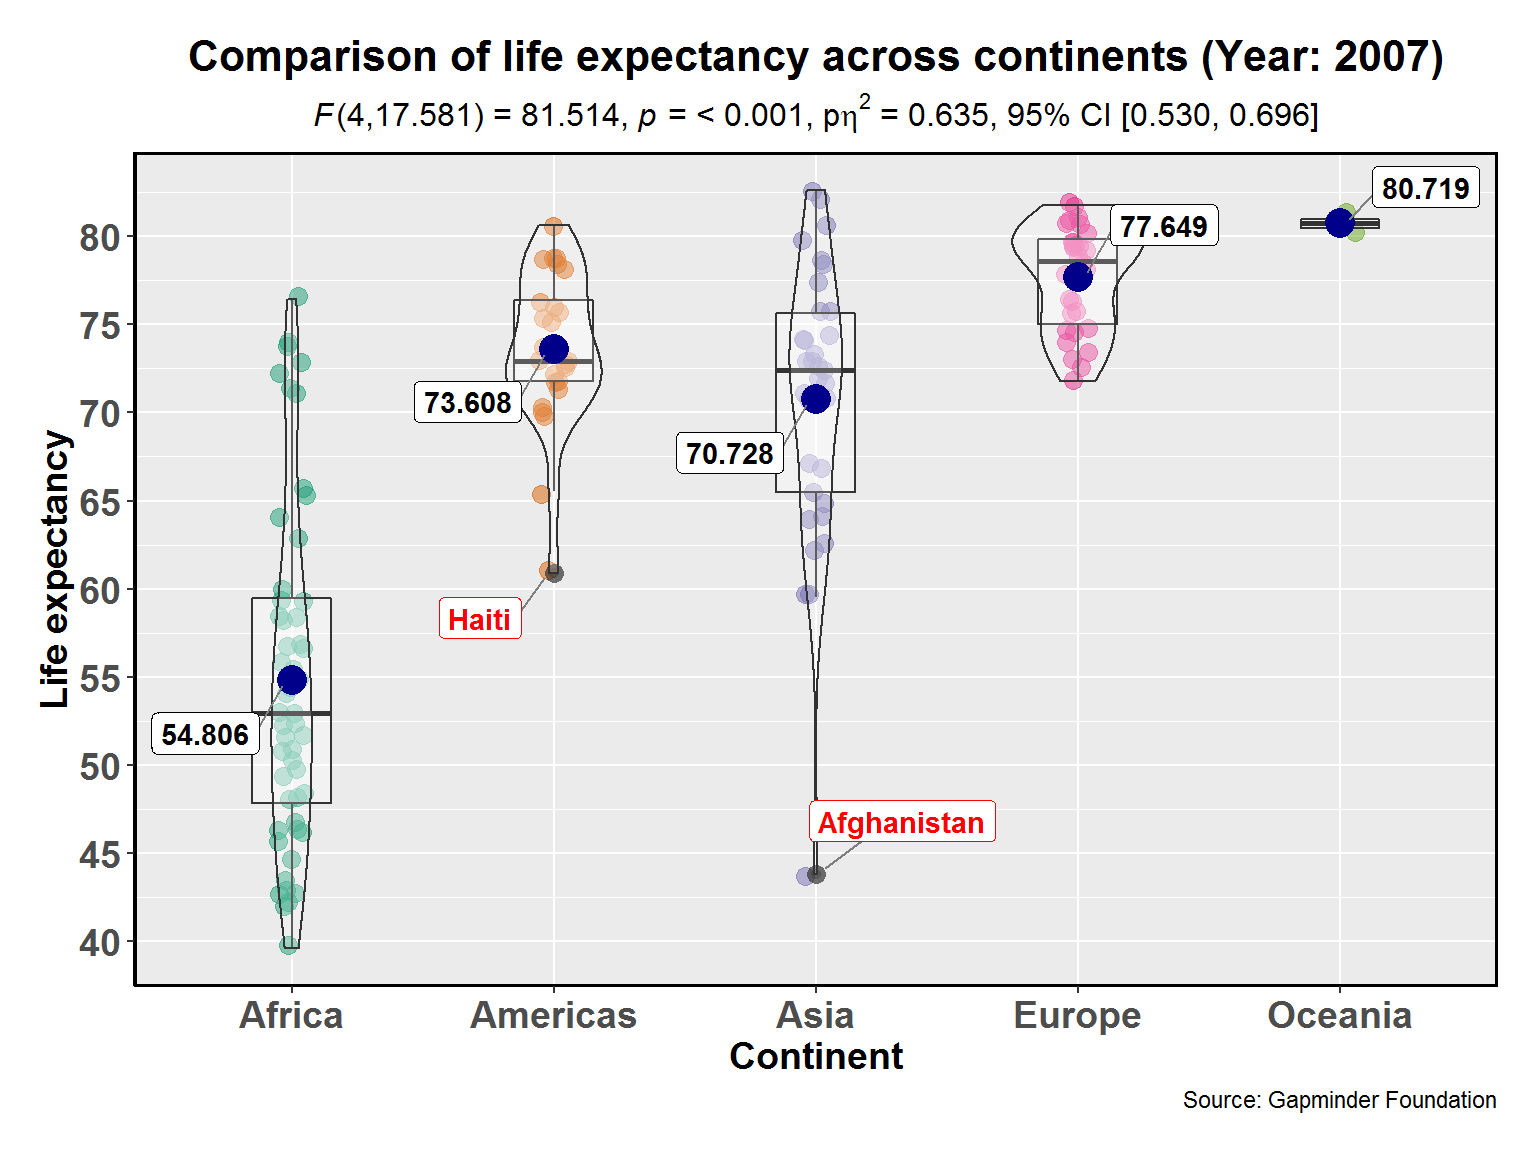 Comparison of life expectancy across continents (Year: 2007)
F(4,17.581) = 81.514, p = < 0.001, pη² = 0.635, 95% CI [0.530, 0.696]
Life expectancy
80
75
70
65
60
55
50
45
40
80.719
77.649
73.608
70.728
Haiti
54.806
Afghanistan
Africa
Americas
Asia
Europe
Oceania
Continent
Source: Gapminder Foundation